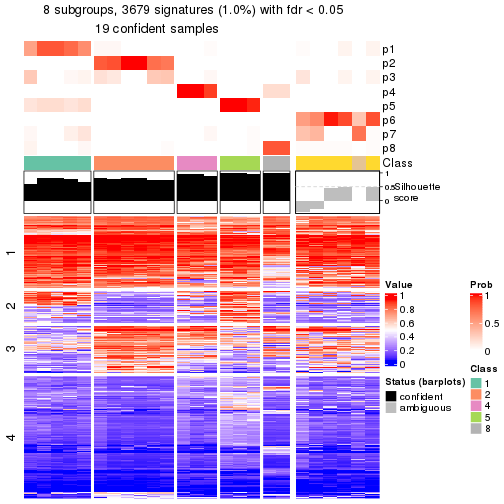 8 subgroups, 3679 signatures (1.0%) with fdr < 0.05
19 confident samples
p1
p2
p3
p4
p5
p6
p7
p8
Class
1
0.5
0
Silhouette
score
1
2
3
4
Value
1
0.8
0.6
0.4
0.2
0
Prob
1
0.5
0
Status (barplots)
confident
ambiguous
Class
1
2
4
5
8